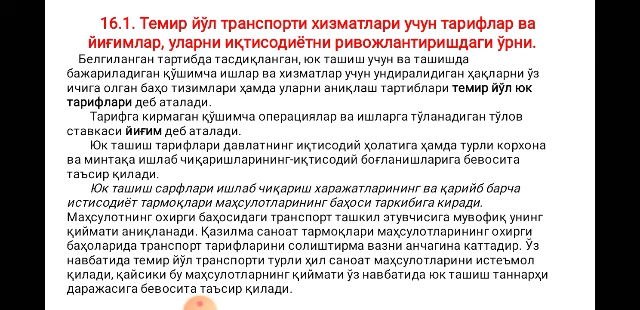 16.1. Темир йўл транспорти хизматлари учун тарифлар ва
йиғимлар, уларни иқтисодиётни ривожлантиришдаги ўрни.
Белгиланган тартибда тасдиқланган, юк ташиш учун ва ташишда
бажариладиган қўшимча ишлар ва хизматлар учун ундиралидиган ҳақларни ўз
ичига олган баҳо тизимлари ҳамда уларни аниқлаш тартиблари темир йўл юк
тарифлари деб аталади.
Тарифга кирмаган қўшимча операциялар ва ишларга тўланадиган тўлов
ставкаси йиғим деб аталади.
Юк ташиш тарифлари давлатнинг иқтисодий ҳолатига ҳамда турли корхона
ва минтақа ишлаб чиқаришларининг-иқтисодий боғланишларига бевосита
таъсир қилади.
Юк ташиш сарфлари ишлаб чиқариш харажатларининг ва қарийб барча
истисодиёт тармоқлари маҳсулотларининг баҳоси таркибига киради.
Маҳсулотнинг охирги баҳосидаги транспорт ташкил этувчисига мувофиқ унинг
қиймати аниқланади. Қазилма саноат тармоқлари маҳсулотларининг охирги
баҳоларида транспорт тарифларини солиштирма вазни анчагина каттадир. Ўз
навбатида темир йўл транспорти турли ҳил саноат маҳсулотларини истеъмол
қилади, қайсики бу маҳсулотларнинг қиймати ўз навбатида юк ташиш таннарҳи
даражасига бевосита таъсир қилади.